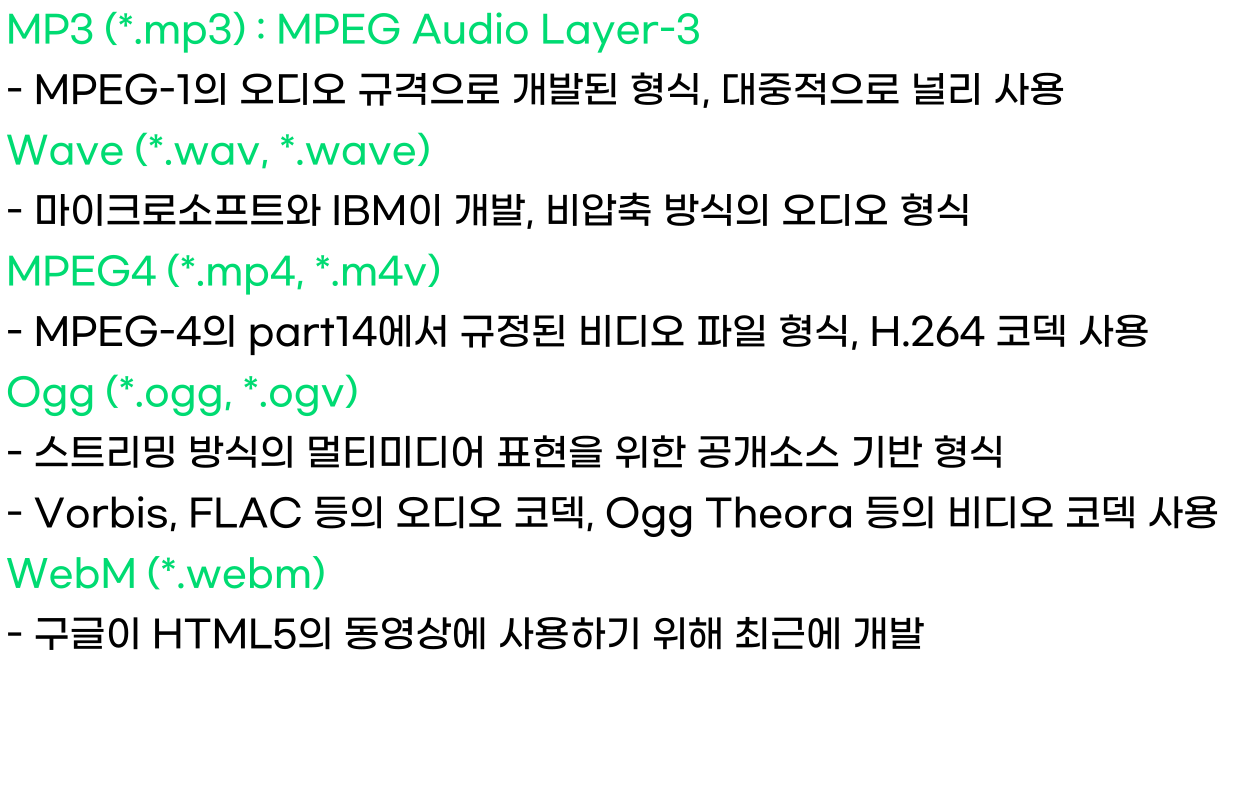 MP3 (*.mp3) : MPEG Audio Layer-3
- MPEG-1의 오디오 규격으로 개발된 형식, 대중적으로 널리 사용
Wave (*.wav, *.wave)
- 마이크로소프트와 IBM이 개발, 비압축 방식의 오디오 형식
MPEG4 (*.mp4, *.m4v)
- MPEG-4의 part14에서 규정된 비디오 파일 형식, H.264 코덱 사용
Ogg (*.ogg, *.ogv)
- 스트리밍 방식의 멀티미디어 표현을 위한 공개소스 기반 형식
- Vorbis, FLAC 등의 오디오 코덱, Ogg Theora 등의 비디오 코덱 사용
WebM (*.webm)
- 구글이 HTML5의 동영상에 사용하기 위해 최근에 개발